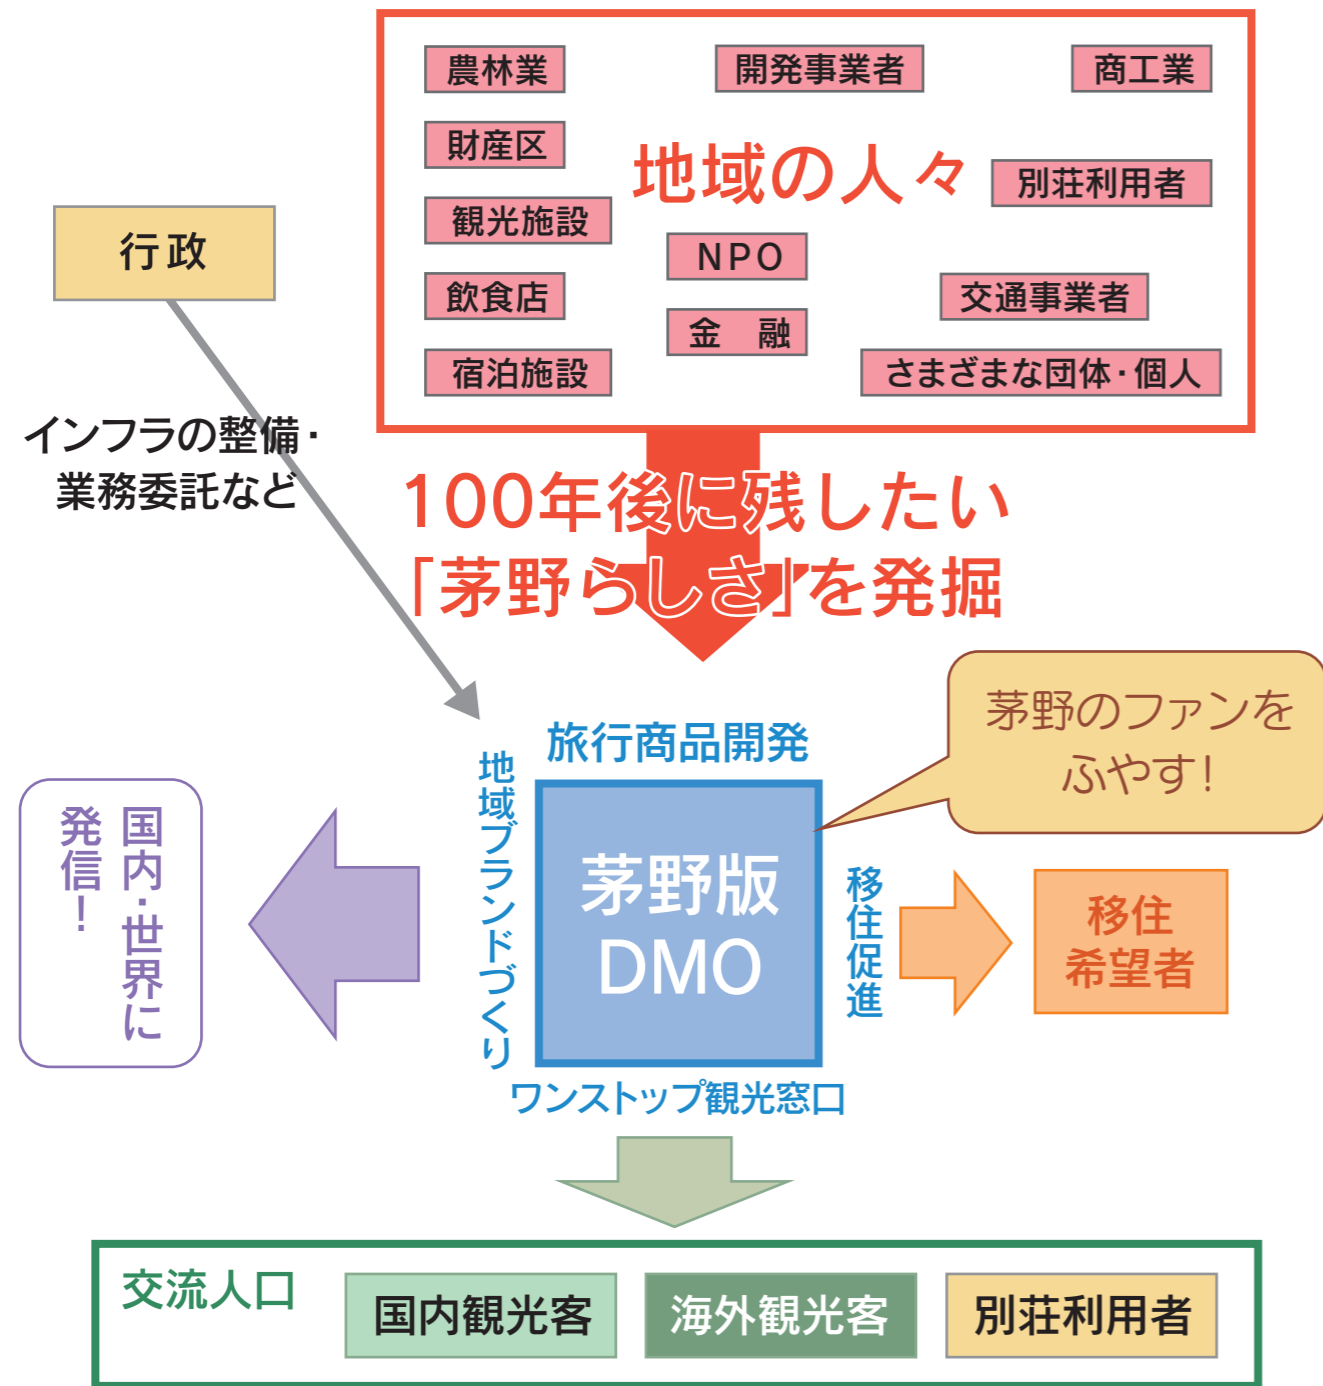 農林業
開発事業者
商工業
財産区
地域の人々
別荘利用者
観光施設
NPO
行政
飲食店
交通事業者
金　融
宿泊施設
さまざまな団体・個人
インフラの整備・
業務委託など
100年後に残したい
「茅野らしさ」を発掘
茅野のファンを
ふやす！
旅行商品開発
地域ブランドづくり
茅野版
DMO
移住促進
ワンストップ観光窓口
国内・世界に
発信！
移住
希望者
交流人口
国内観光客
海外観光客
別荘利用者